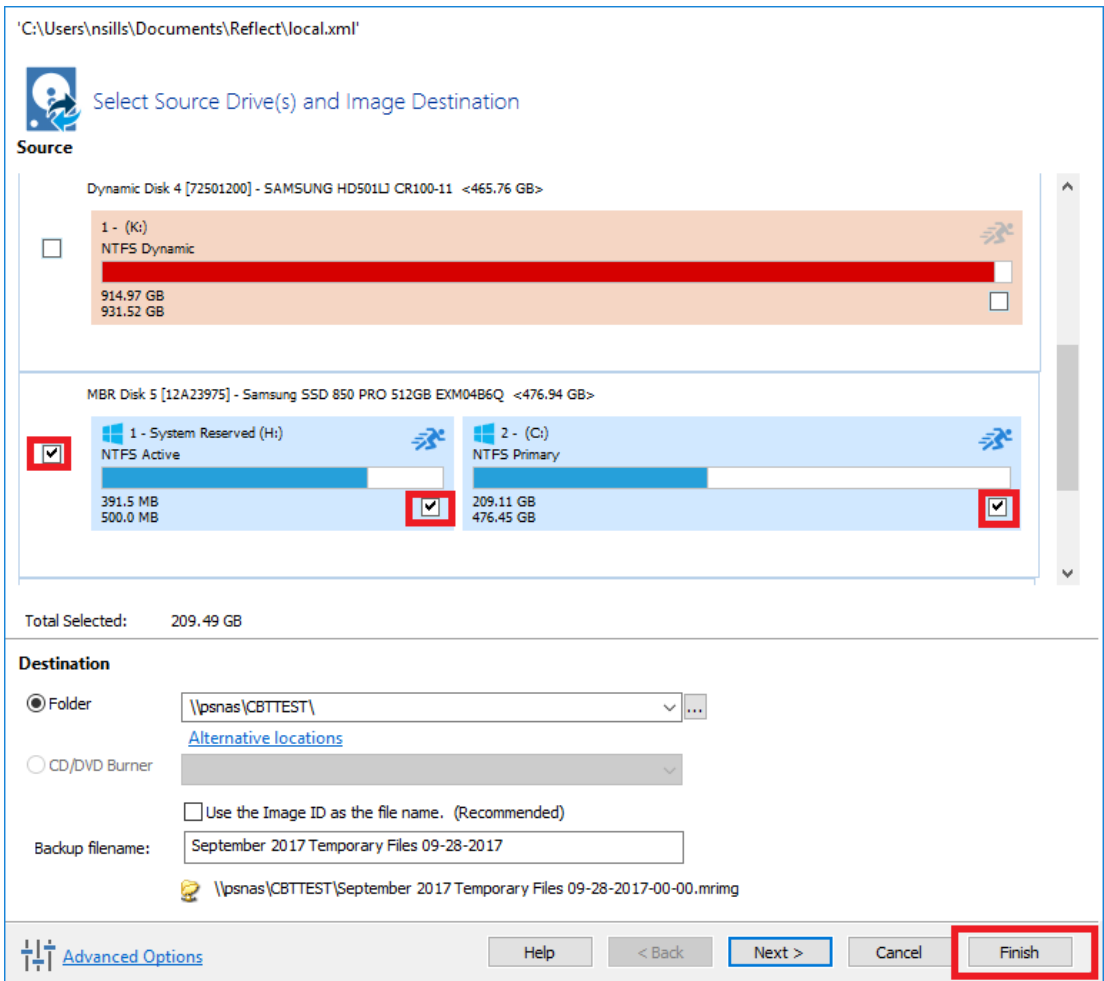 'C:\Users\nsills\Documents\Reflect\local.xml'
Select Source Drive(s) and Image Destination
Source
Dynamic Disk 4 [72501200] - SAMSUNG HD501LJ CR100-11 <465.76 GB>
1 - (K:)
NTFS Dynamic
914.97 GB
931.52 GB
MBR Disk 5 [12A23975] - Samsung SSD 850 PRO 512GB EXM04B6Q <476.94 GB>
1 - System Reserved (H:)
NTFS Active
391.5 MB
500.0 MB
2 - (C:)
NTFS Primary
209.11 GB
476.45 GB
Total Selected: 209.49 GB
Destination
Folder
\\psnas\CBTTEST\
...
Alternative locations
CD/DVD Burner
Use the Image ID as the file name. (Recommended)
Backup filename: September 2017 Temporary Files 09-28-2017
\\psnas\CBTTEST\September 2017 Temporary Files 09-28-2017-00-00.mrimg
Advanced Options Help < Back Next > Cancel Finish